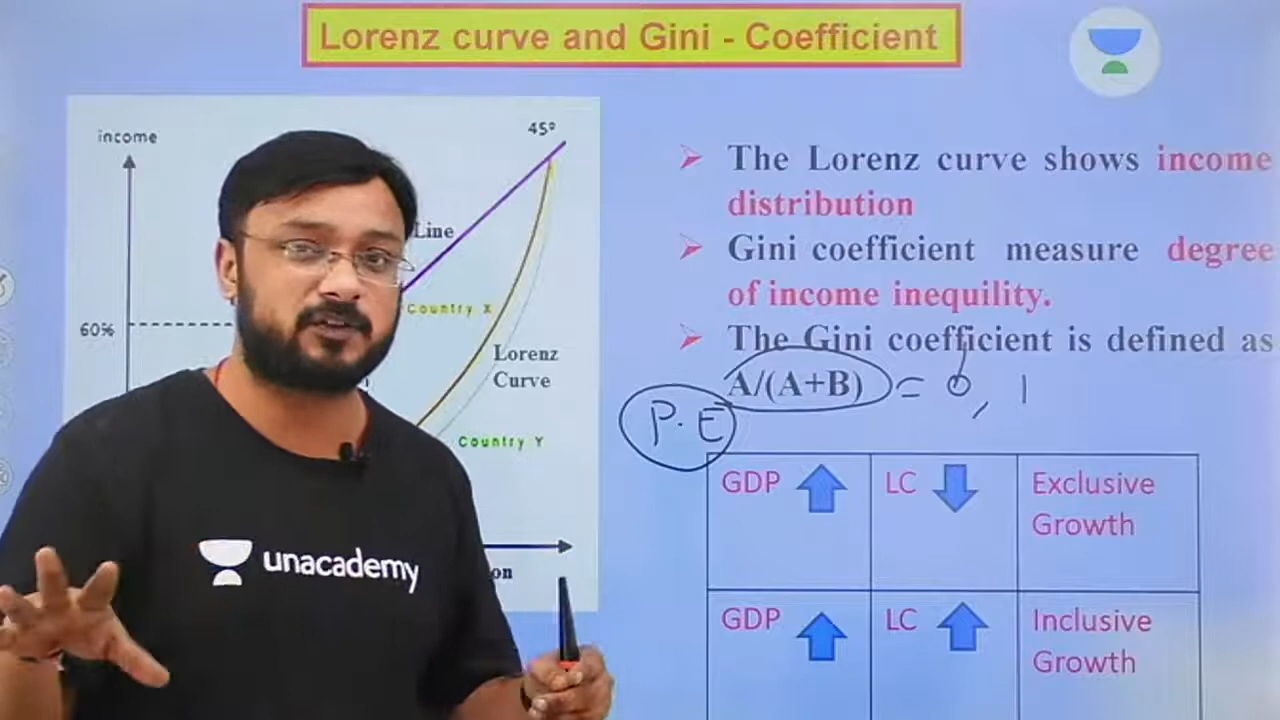 Lorenz curve and Gini - Coefficient
income
45º
Line
Country X
60%
Lorenz
Curve
Country Y
on
unacademy
The Lorenz curve shows income
distribution
Gini coefficient measure degree
of income inequility.
The Gini coefficient is defined as
A/(A+B) = 0, 1
P.E
GDP LC Exclusive
Growth
GDP LC Inclusive
Growth